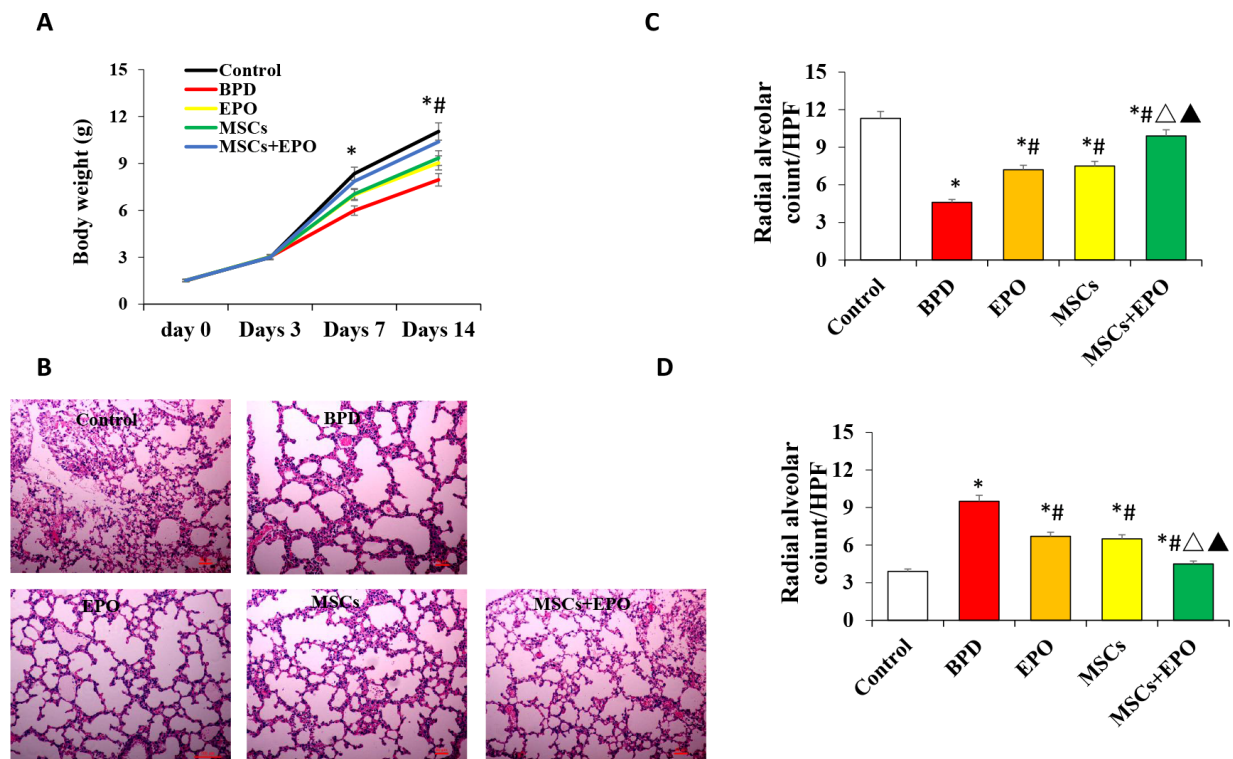 A
15
12
9
6
3
0
Body weight (g)
Control
BPD
EPO
MSCs
MSCs+EPO
*
*#
day 0
Days 3
Days 7
Days 14
B
Control
BPD
EPO
MSCs
MSCs+EPO
C
Radial alveolar
coiunt/HPF
15
12
9
6
3
0
*
*#
*#
*#△▲
Control
BPD
EPO
MSCs
MSCs+EPO
D
Radial alveolar
coiunt/HPF
15
12
9
6
3
0
*
*#
*#
*#△▲
Control
BPD
EPO
MSCs
MSCs+EPO